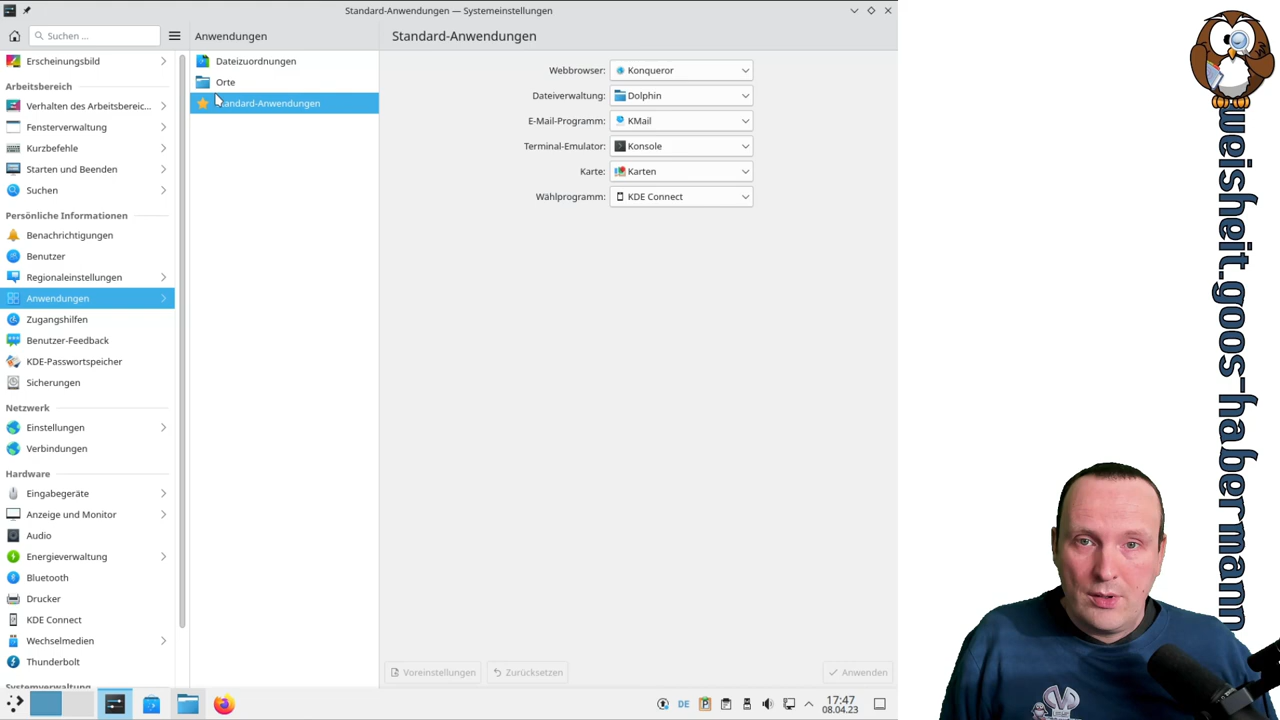 Standard-Anwendungen — Systemeinstellungen
Suchen ...
Anwendungen
Standard-Anwendungen
Erscheinungsbild
Arbeitsbereich
Verhalten des Arbeitsbereic...
Fensterverwaltung
Kurzbefehle
Starten und Beenden
Suchen
Persönliche Informationen
Benachrichtigungen
Benutzer
Regionaleinstellungen
Anwendungen
Zugangshilfen
Benutzer-Feedback
KDE-Passwortspeicher
Sicherungen
Netzwerk
Einstellungen
Verbindungen
Hardware
Eingabegeräte
Anzeige und Monitor
Audio
Energieverwaltung
Bluetooth
Drucker
KDE Connect
Wechselmedien
Thunderbolt
Systemverwaltung
Dateizuordnungen
Orte
Standard-Anwendungen
Webbrowser: Konqueror
Dateiverwaltung: Dolphin
E-Mail-Programm: KMail
Terminal-Emulator: Konsole
Karte: Karten
Wählprogramm: KDE Connect
Voreinstellungen
Zurücksetzen
Anwenden
DE
17:47
08.04.23
weisheit.goos-habermann